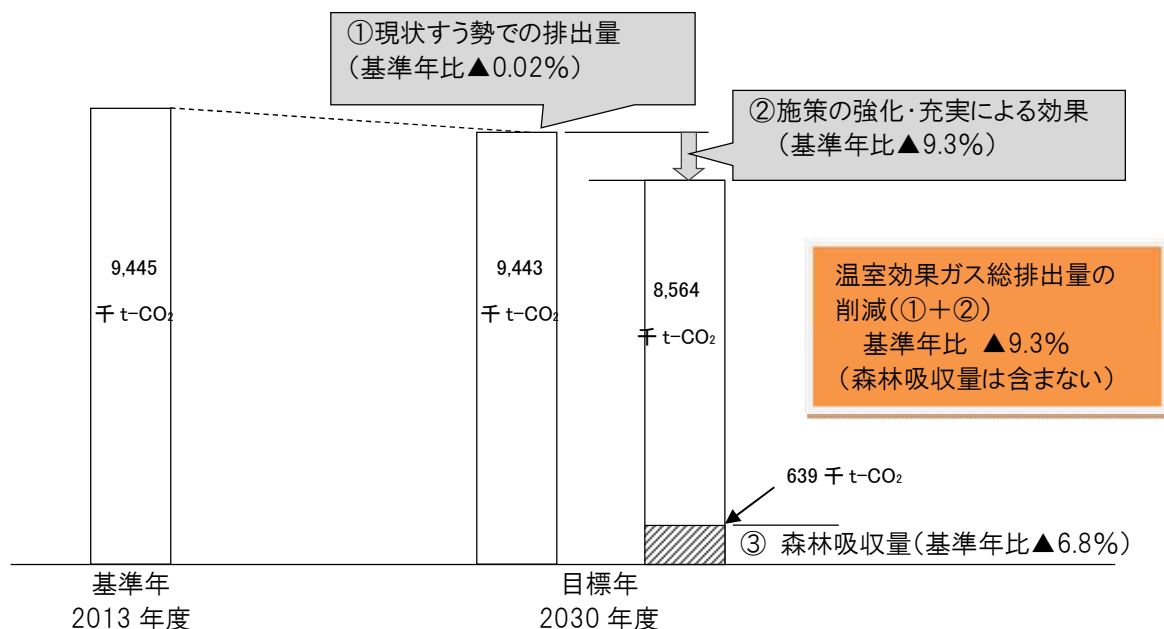 ①現状すう勢での排出量
(基準年比▲0.02%)
②施策の強化・充実による効果
(基準年比▲9.3%)
9,445
千 t-CO₂
9,443
千 t-CO₂
8,564
千 t-CO₂
温室効果ガス総排出量の
削減(①+②)
基準年比 ▲9.3%
(森林吸収量は含まない)
639 千 t-CO₂
③ 森林吸収量(基準年比▲6.8%)
基準年
2013 年度
目標年
2030 年度